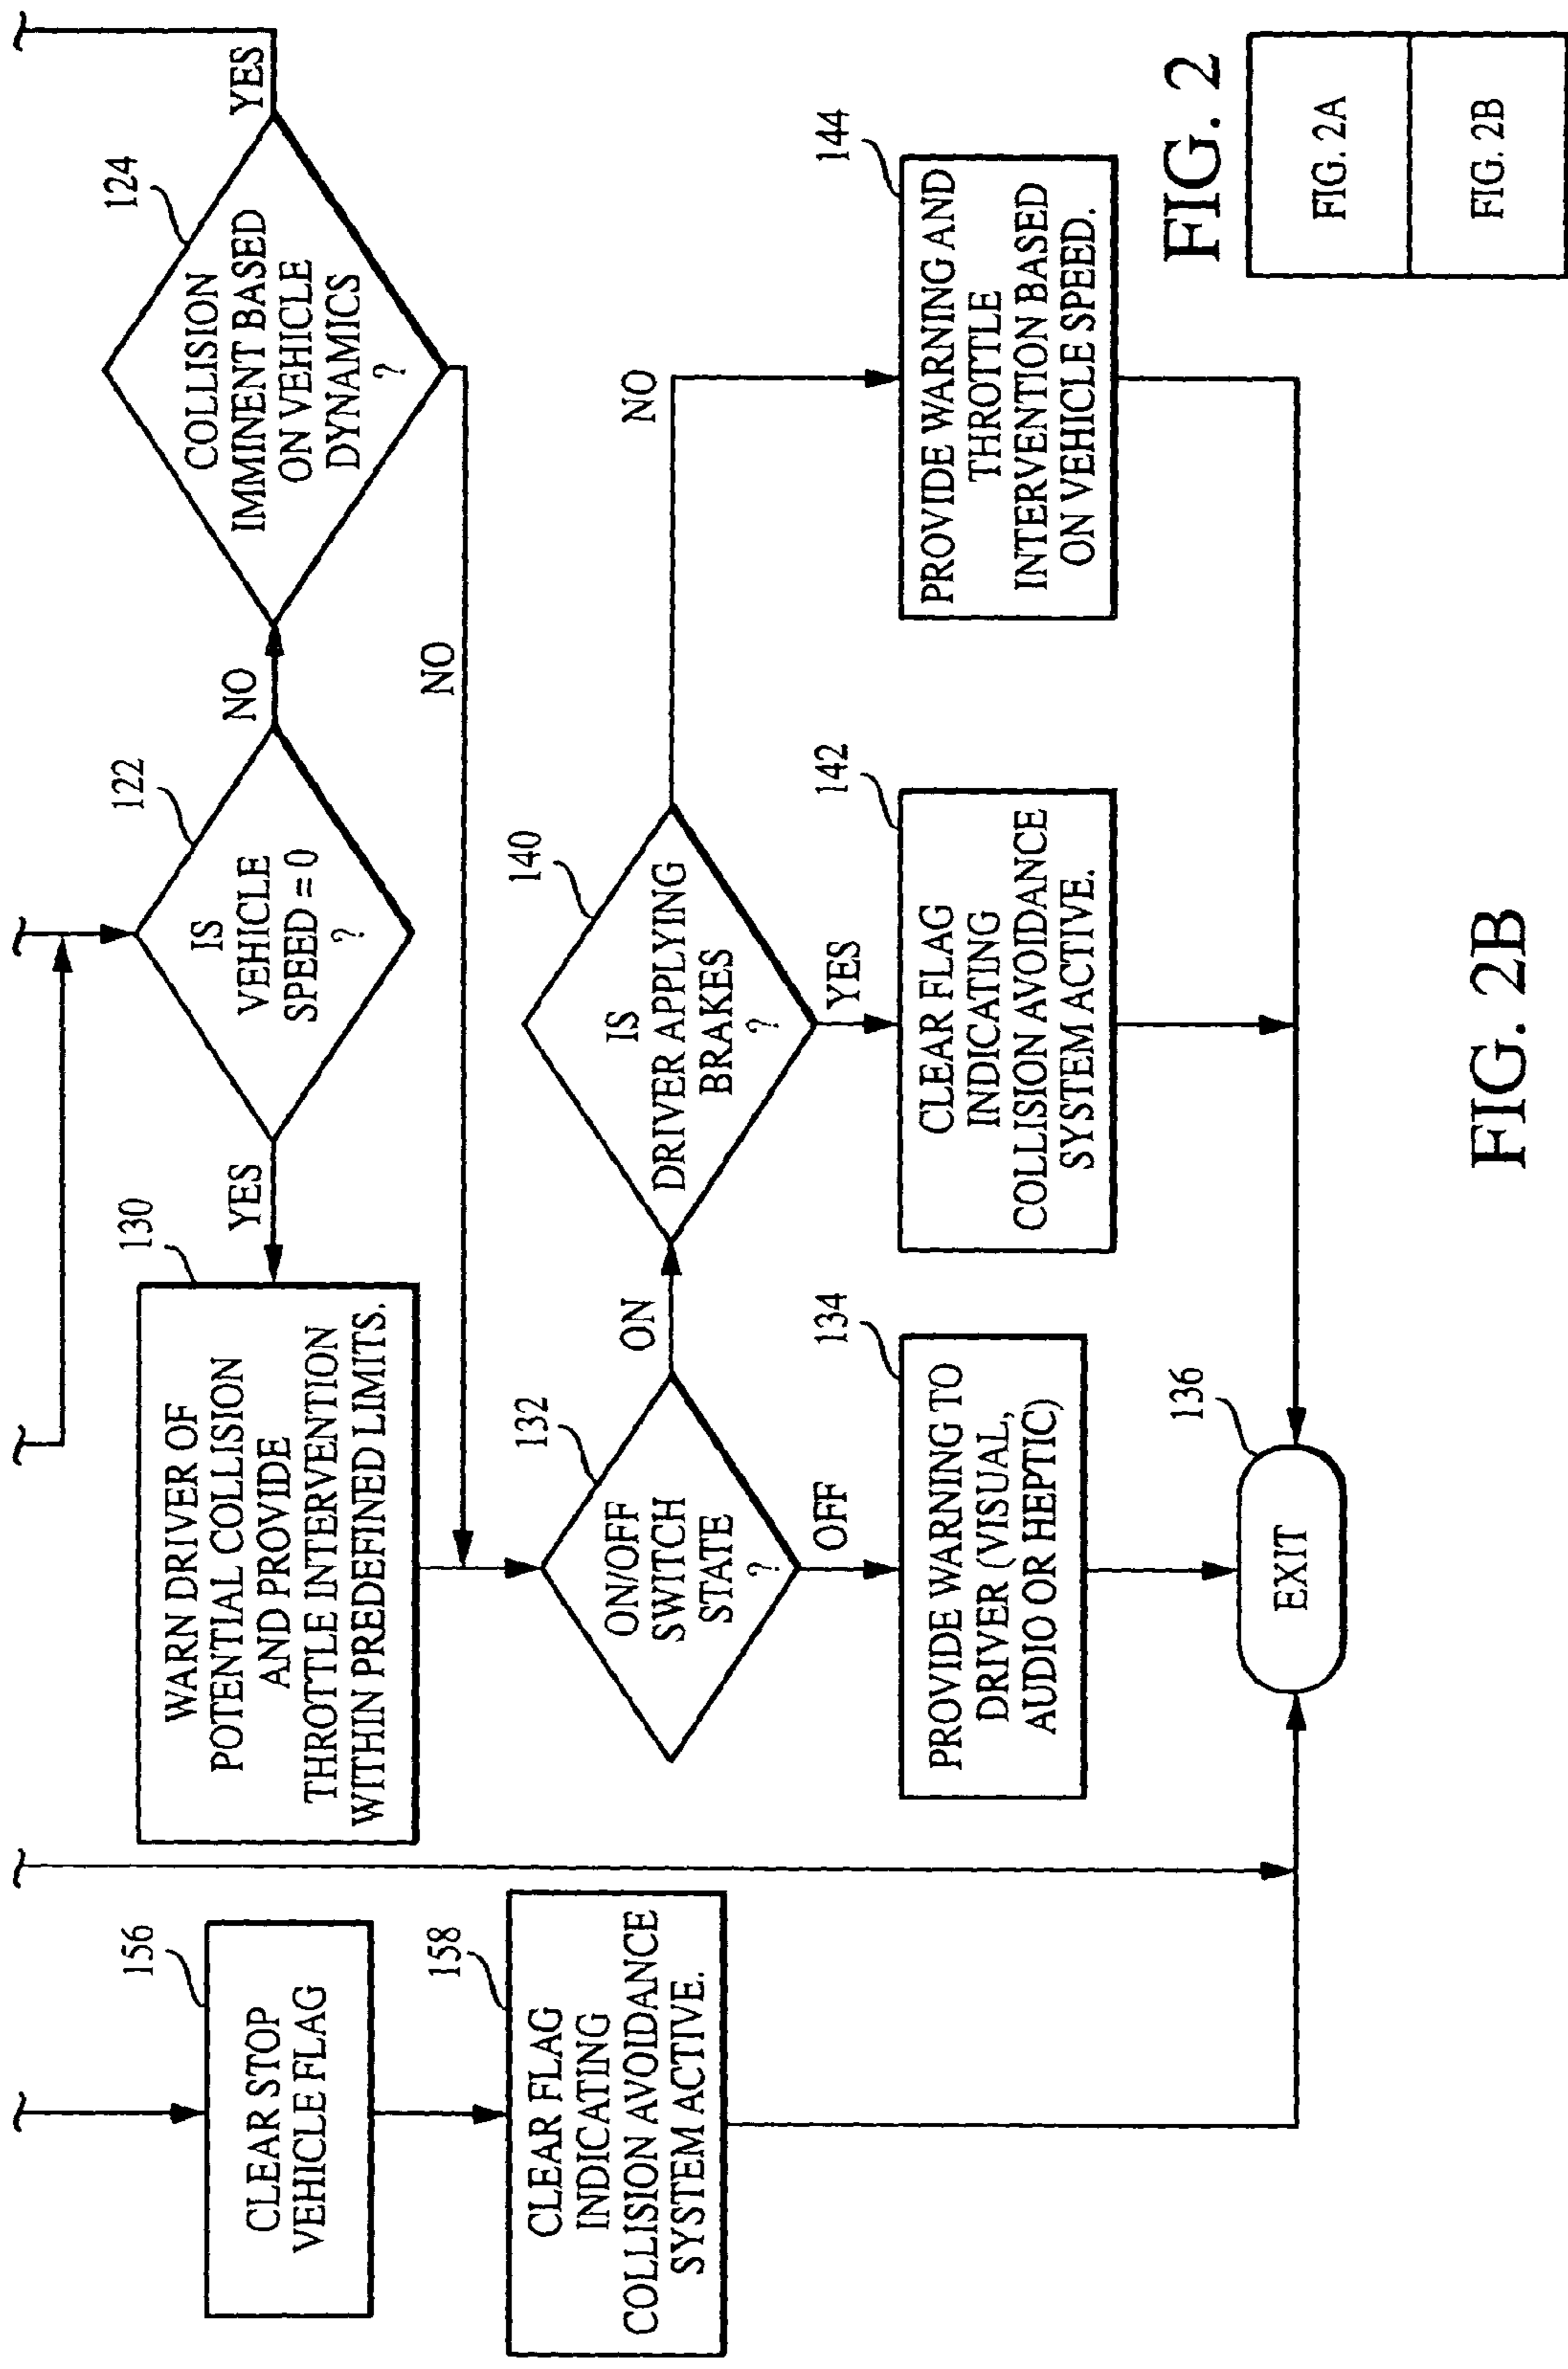 156
CLEAR STOP
VEHICLE FLAG
158
CLEAR FLAG
INDICATING
COLLISION AVOIDANCE
SYSTEM ACTIVE.
130
WARN DRIVER OF
POTENTIAL COLLISION
AND PROVIDE
THROTTLE INTERVENTION
WITHIN PREDEFINED LIMITS.
YES
122
IS
VEHICLE
SPEED = 0
?
NO
124
COLLISION
IMMINENT BASED
ON VEHICLE
DYNAMICS
?
YES
NO
132
ON/OFF
SWITCH
STATE
?
ON
OFF
140
IS
DRIVER APPLYING
BRAKES
?
NO
YES
134
PROVIDE WARNING TO
DRIVER (VISUAL,
AUDIO OR HEPTIC)
142
CLEAR FLAG
INDICATING
COLLISION AVOIDANCE
SYSTEM ACTIVE.
144
PROVIDE WARNING AND
THROTTLE
INTERVENTION BASED
ON VEHICLE SPEED.
136
EXIT
FIG. 2
FIG. 2A
FIG. 2B
FIG. 2B